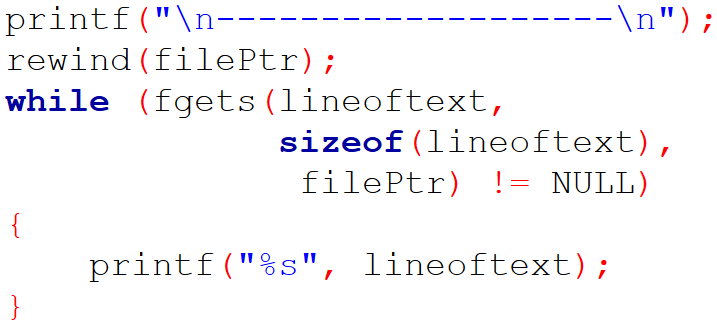 printf("\n-------------------\n");
rewind(filePtr);
while (fgets(lineoftext,
             sizeof(lineoftext),
              filePtr) != NULL)
{
    printf("%s", lineoftext);
}